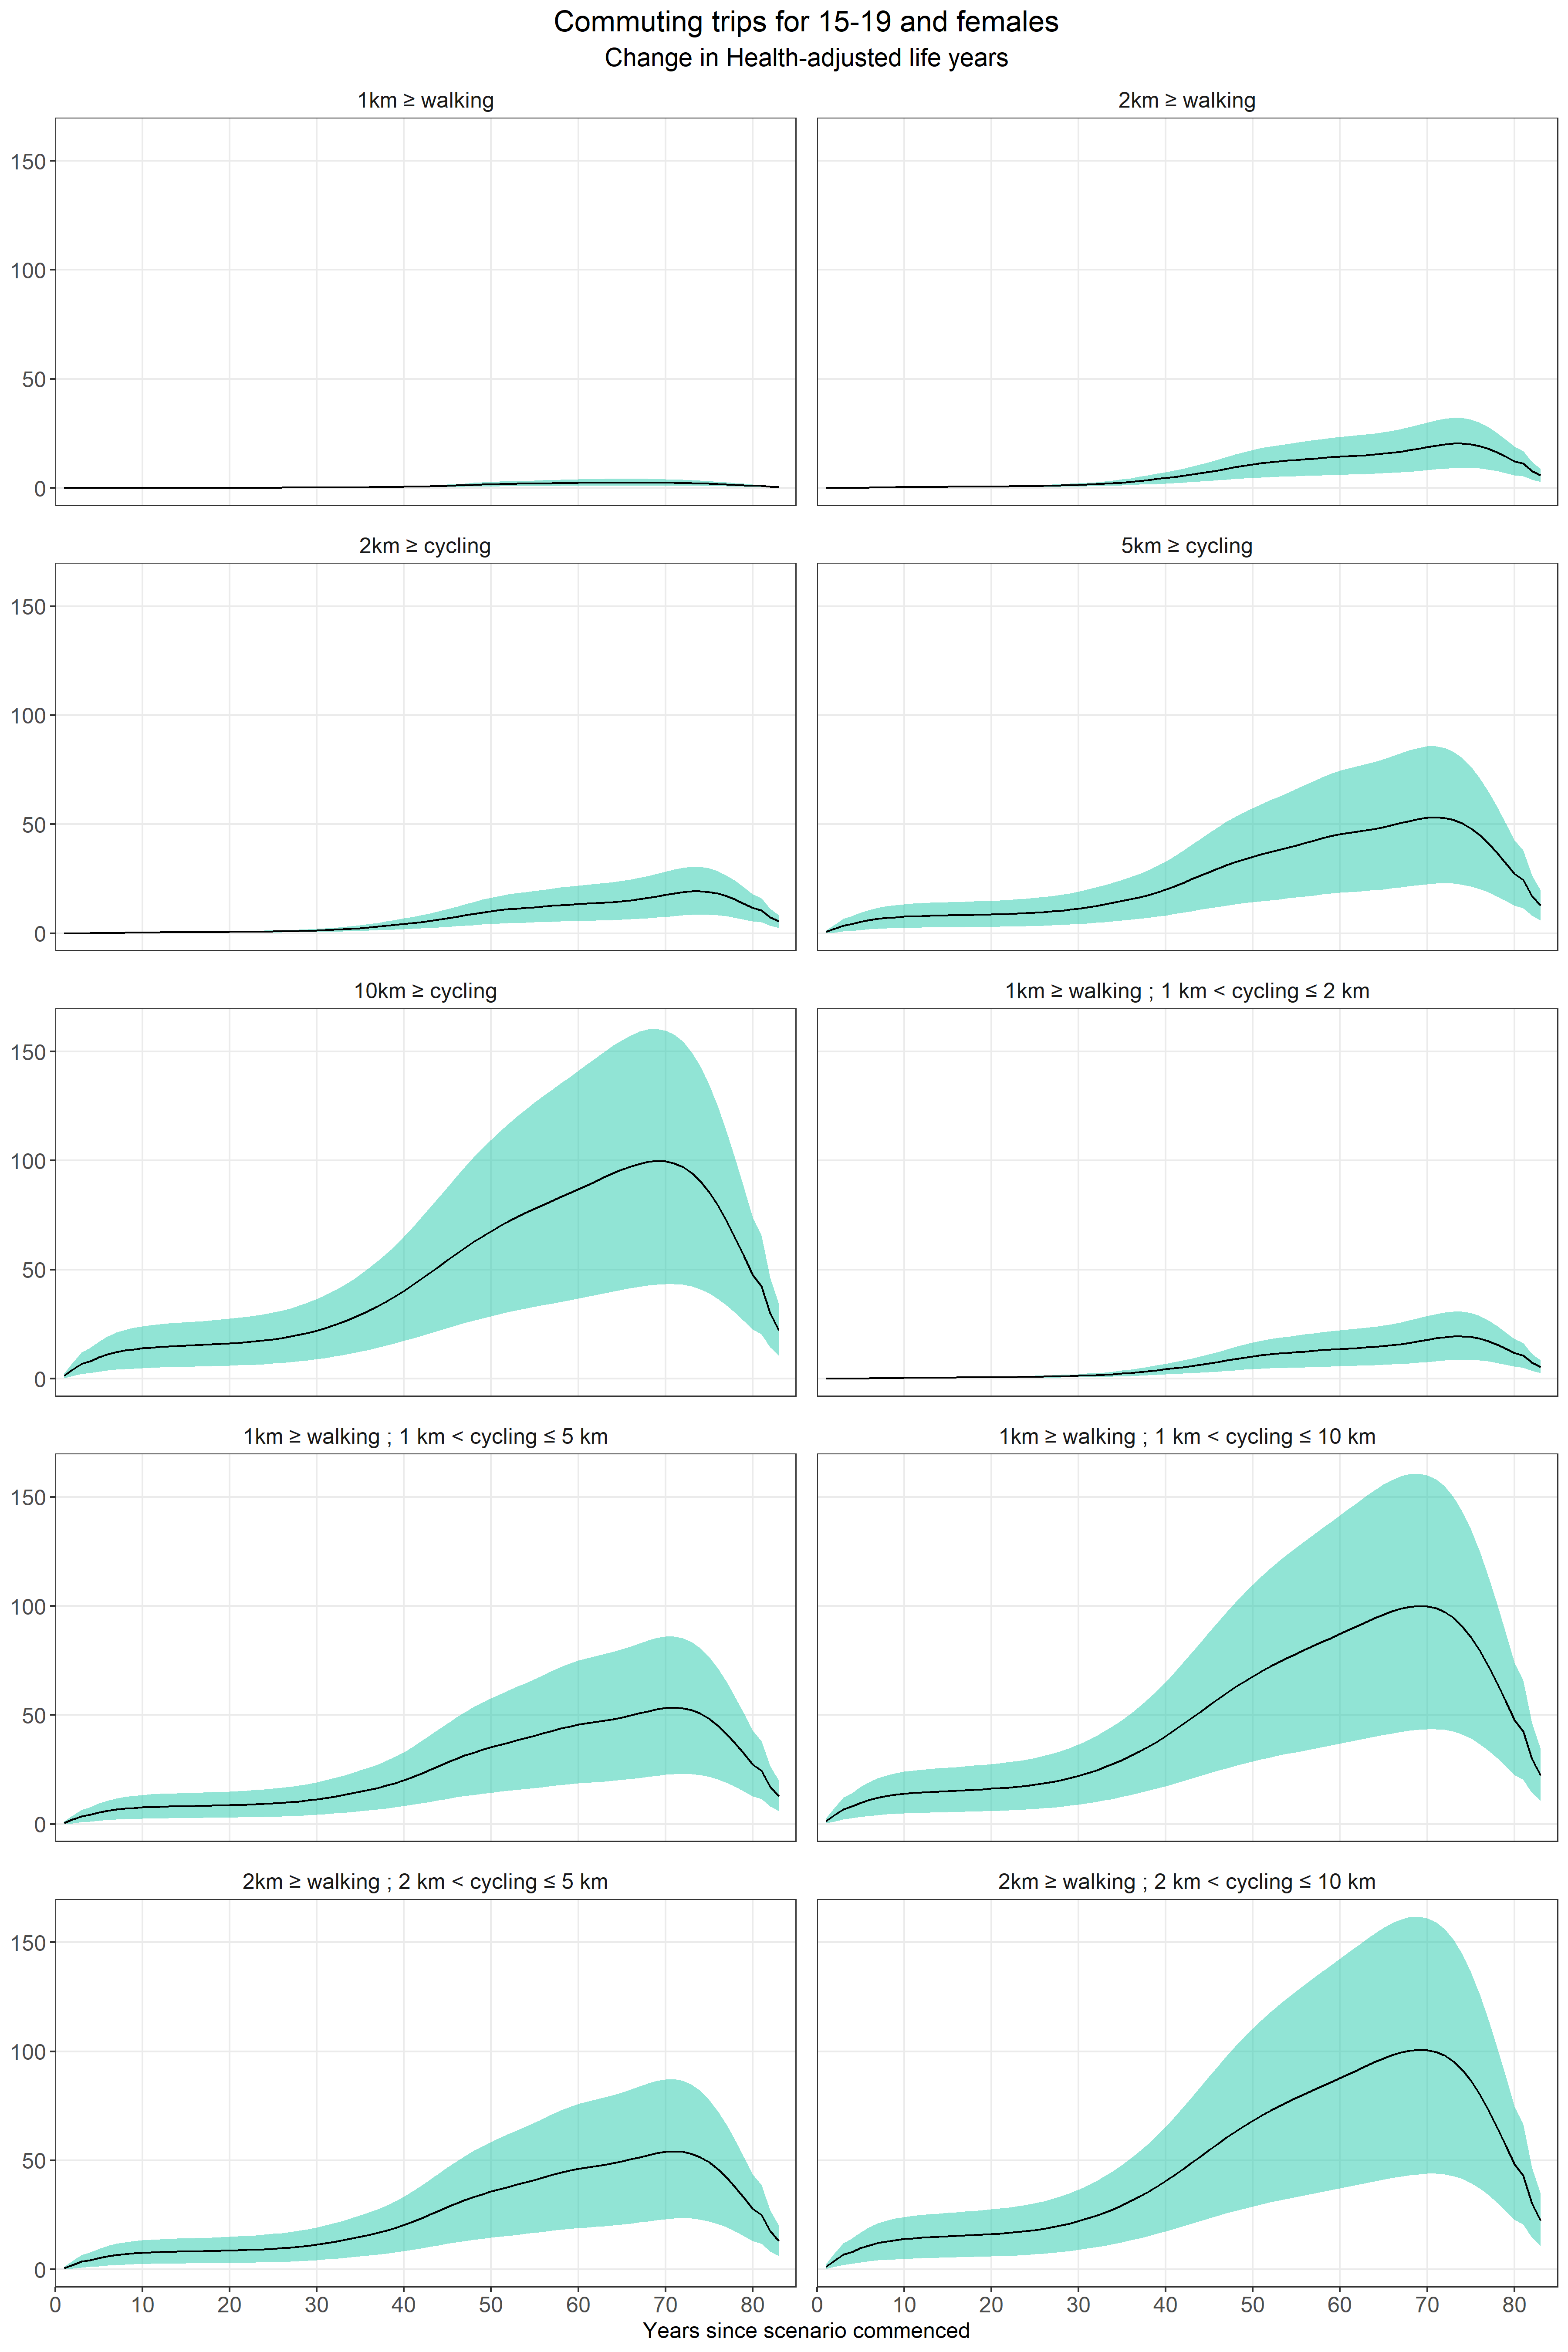 Commuting trips for 15-19 and females
Change in Health-adjusted life years
1km ≥ walking
2km ≥ walking
150
100
50
0
2km ≥ cycling
5km ≥ cycling
150
100
50
0
10km ≥ cycling
1km ≥ walking ; 1 km < cycling ≤ 2 km
150
100
50
0
1km ≥ walking ; 1 km < cycling ≤ 5 km
1km ≥ walking ; 1 km < cycling ≤ 10 km
150
100
50
0
2km ≥ walking ; 2 km < cycling ≤ 5 km
2km ≥ walking ; 2 km < cycling ≤ 10 km
150
100
50
0
0 10 20 30 40 50 60 70 80
0 10 20 30 40 50 60 70 80
Years since scenario commenced